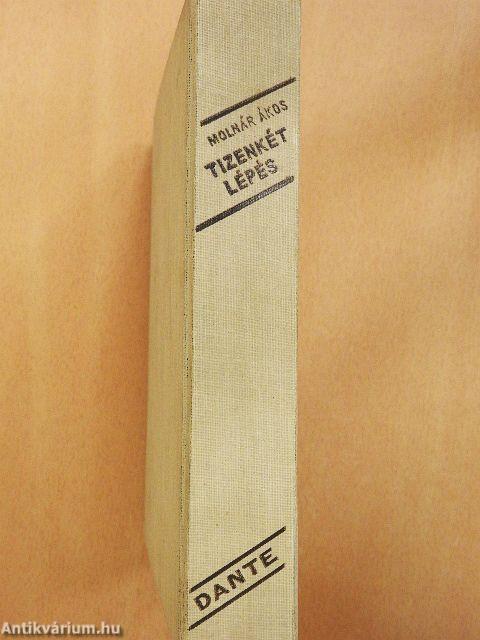 MOLNÁR ÁKOS
TIZENKÉT
LÉPÉS
DANTE
Antikvárium.hu